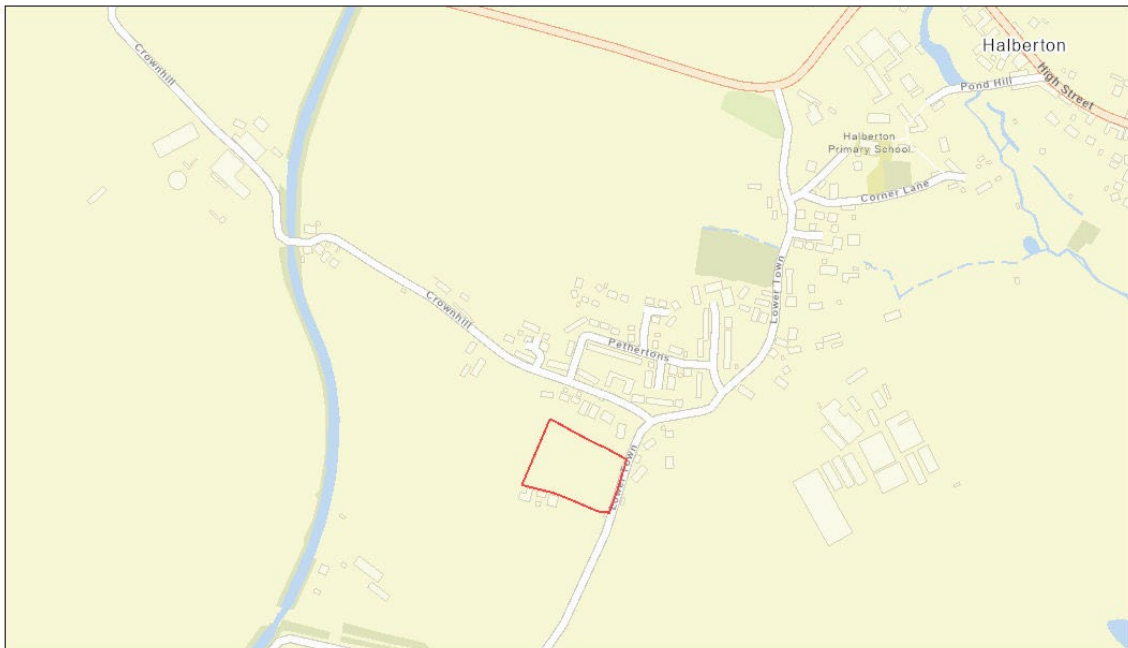 Halberton
Crownhill
High Street
Pond Hill
Halberton
Primary School
Corner Lane
Lower Town
Crownhill
Pethertons
Lower Town